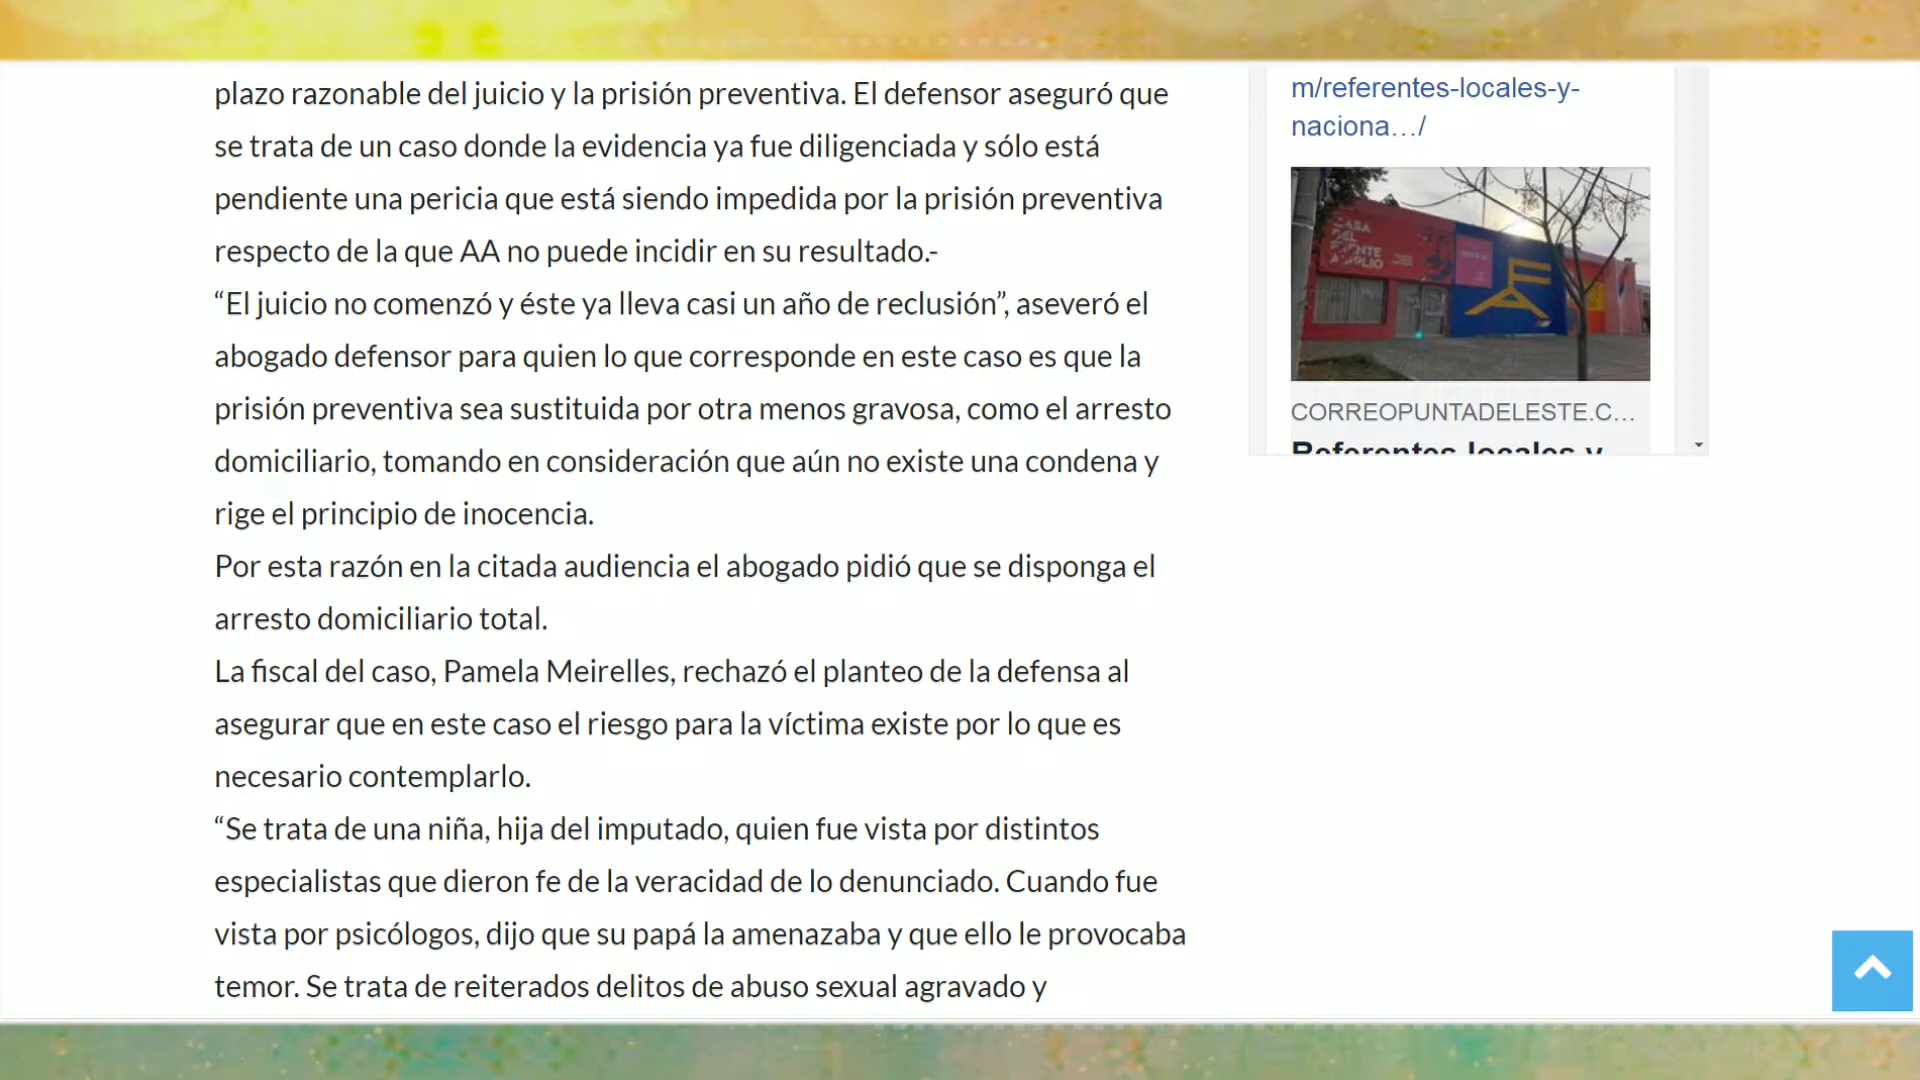 plazo razonable del juicio y la prisión preventiva. El defensor aseguró que
se trata de un caso donde la evidencia ya fue diligenciada y sólo está
pendiente una pericia que está siendo impedida por la prisión preventiva
respecto de la que AA no puede incidir en su resultado.-
“El juicio no comenzó y éste ya lleva casi un año de reclusión”, aseveró el
abogado defensor para quien lo que corresponde en este caso es que la
prisión preventiva sea sustituida por otra menos gravosa, como el arresto
domiciliario, tomando en consideración que aún no existe una condena y
rige el principio de inocencia.
Por esta razón en la citada audiencia el abogado pidió que se disponga el
arresto domiciliario total.
La fiscal del caso, Pamela Meirelles, rechazó el planteo de la defensa al
asegurar que en este caso el riesgo para la víctima existe por lo que es
necesario contemplarlo.
“Se trata de una niña, hija del imputado, quien fue vista por distintos
especialistas que dieron fe de la veracidad de lo denunciado. Cuando fue
vista por psicólogos, dijo que su papá la amenazaba y que ello le provocaba
temor. Se trata de reiterados delitos de abuso sexual agravado y
m/referentes-locales-y-
naciona…/
CASA
DEL
FRENTE
AMPLIO
FA
CORREOPUNTADELESTE.C…
Referentes locales y